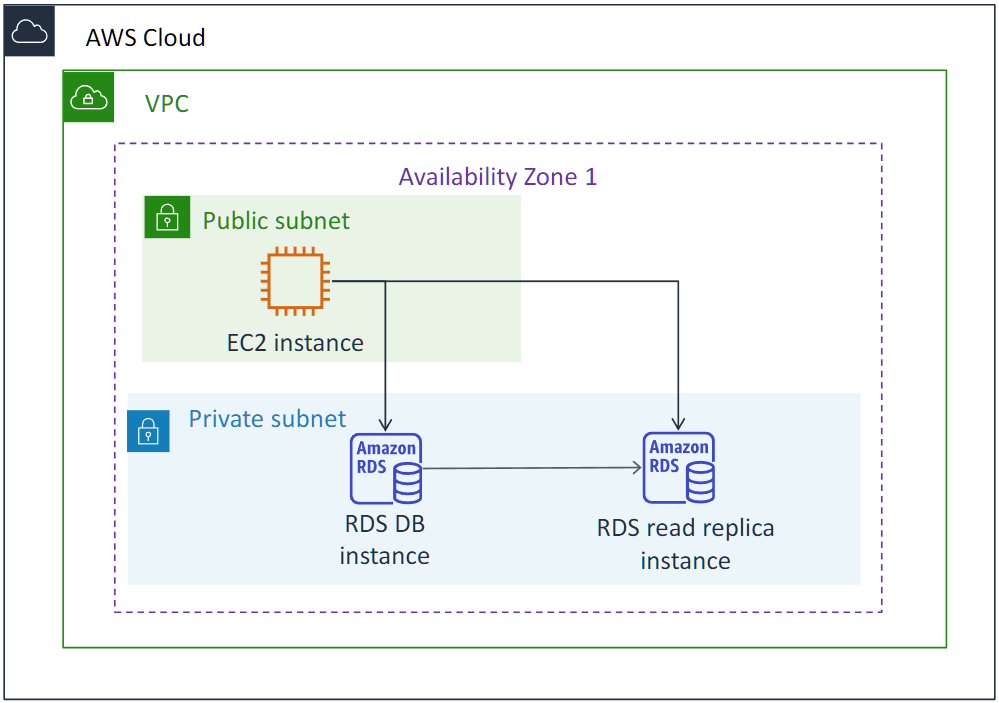 AWS Cloud
VPC
Availability Zone 1
Public subnet
EC2 instance
Private subnet
Amazon
RDS
RDS DB
instance
Amazon
RDS
RDS read replica
instance